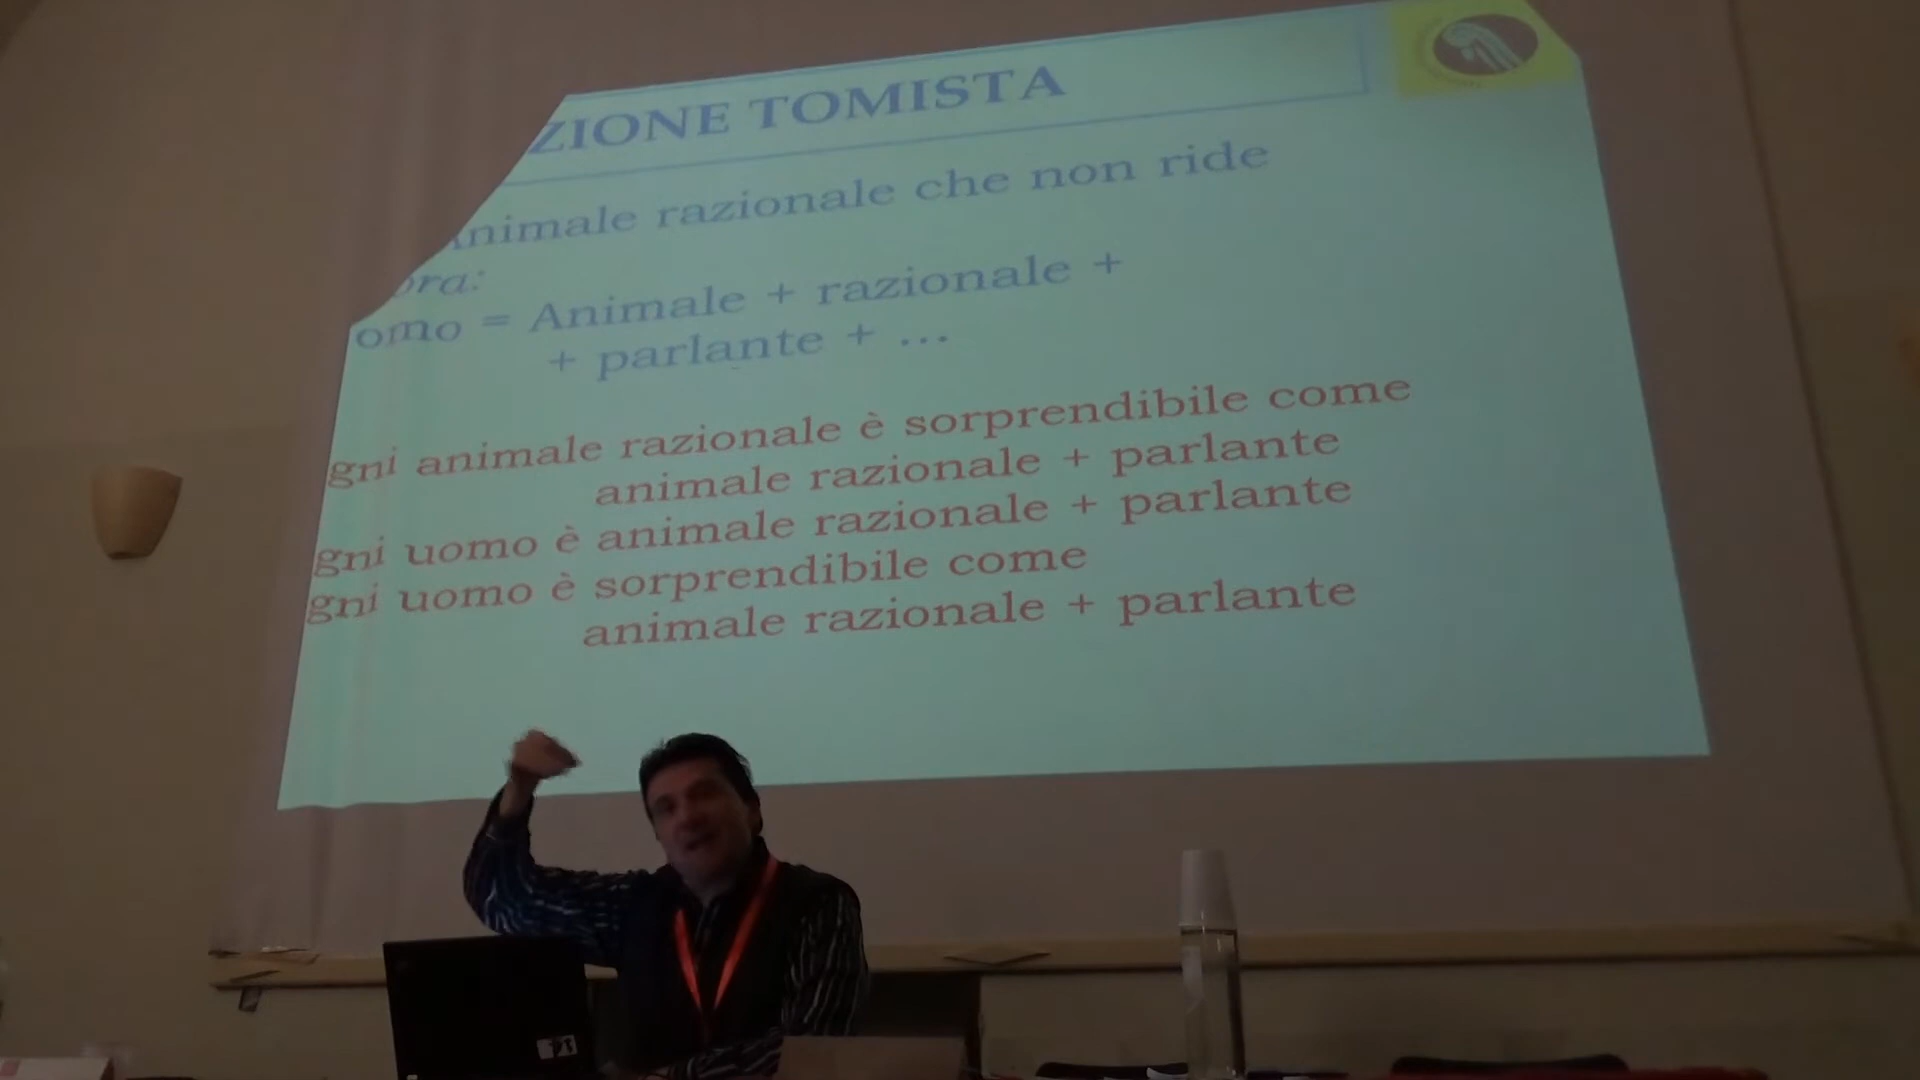 ZIONE TOMISTA
nimale razionale che non ride
ora:
omo = Animale + razionale +
+ parlante + ...
gni animale razionale è sorprendibile come
animale razionale + parlante
gni uomo è animale razionale + parlante
gni uomo è sorprendibile come
animale razionale + parlante